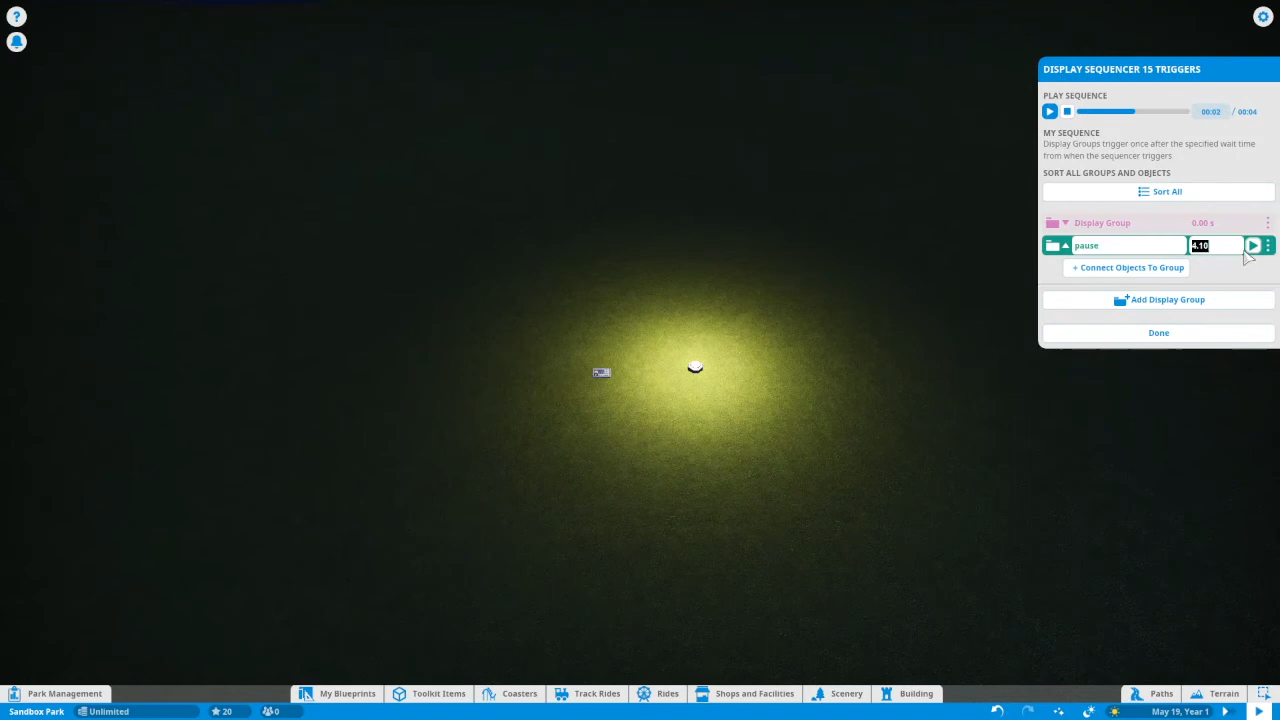 ?
DISPLAY SEQUENCER 15 TRIGGERS
PLAY SEQUENCE
00:02 / 00:04
MY SEQUENCE
Display Groups trigger once after the specified wait time
from when the sequencer triggers
SORT ALL GROUPS AND OBJECTS
Sort All
Display Group 0.00 s
pause 4.10
+ Connect Objects To Group
Add Display Group
Done
Park Management My Blueprints Toolkit Items Coasters Track Rides Rides Shops and Facilities Scenery Building Paths Terrain
Sandbox Park Unlimited 20 0 May 19, Year 1